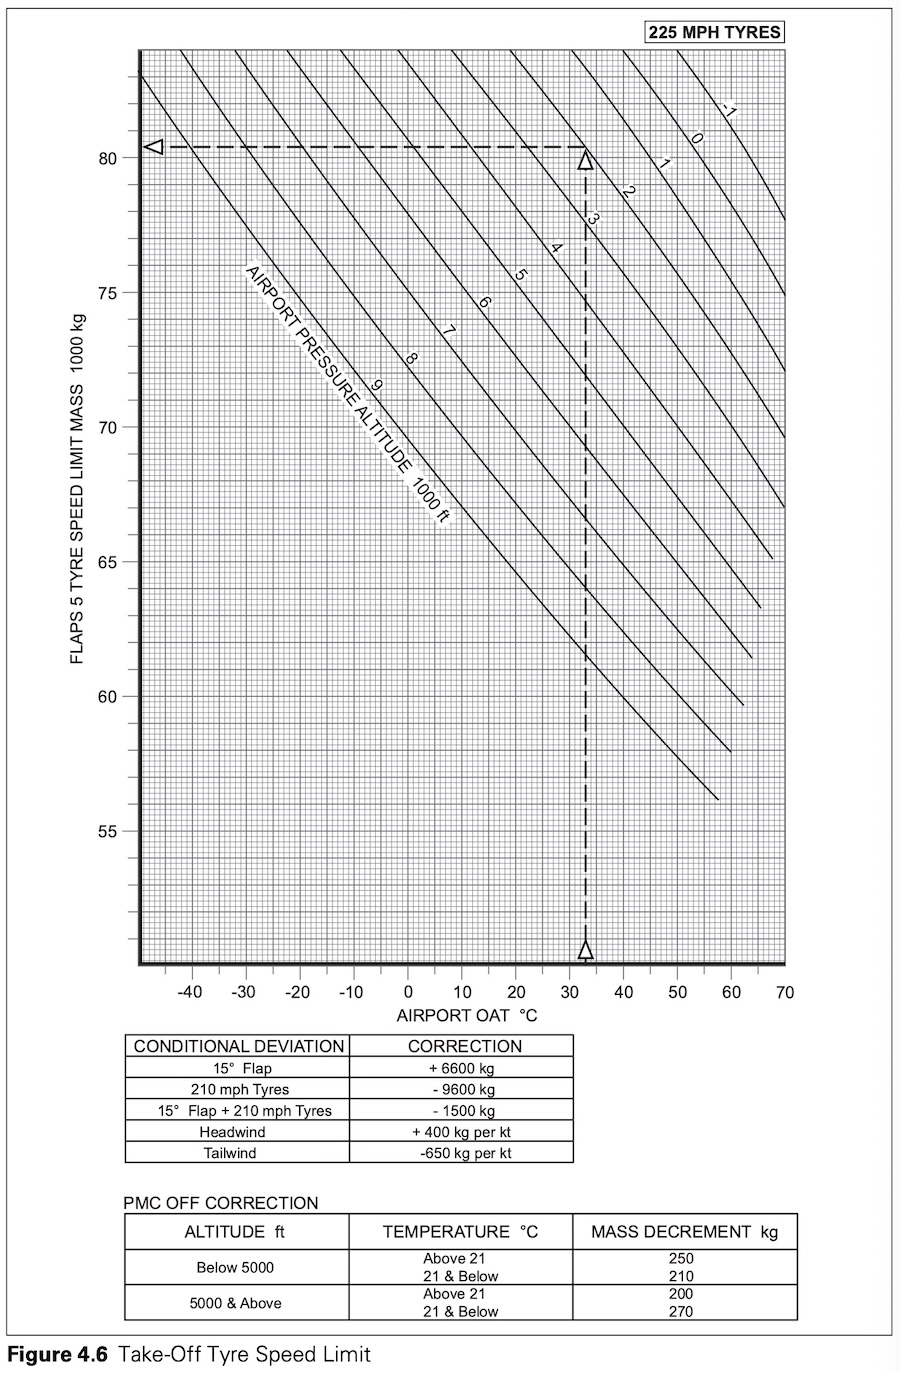 225 MPH TYRES
-1
0
1
2
3
4
5
6
7
8
9
AIRPORT PRESSURE ALTITUDE 1000 ft
80
75
70
65
60
55
FLAPS 5 TYRE SPEED LIMIT MASS 1000 kg
-40 -30 -20 -10 0 10 20 30 40 50 60 70
AIRPORT OAT °C
CONDITIONAL DEVIATION CORRECTION
15° Flap + 6600 kg
210 mph Tyres - 9600 kg
15° Flap + 210 mph Tyres - 1500 kg
Headwind + 400 kg per kt
Tailwind -650 kg per kt
PMC OFF CORRECTION
ALTITUDE ft TEMPERATURE °C MASS DECREMENT kg
Below 5000 Above 21 250
21 & Below 210
5000 & Above Above 21 200
21 & Below 270
Figure 4.6 Take-Off Tyre Speed Limit